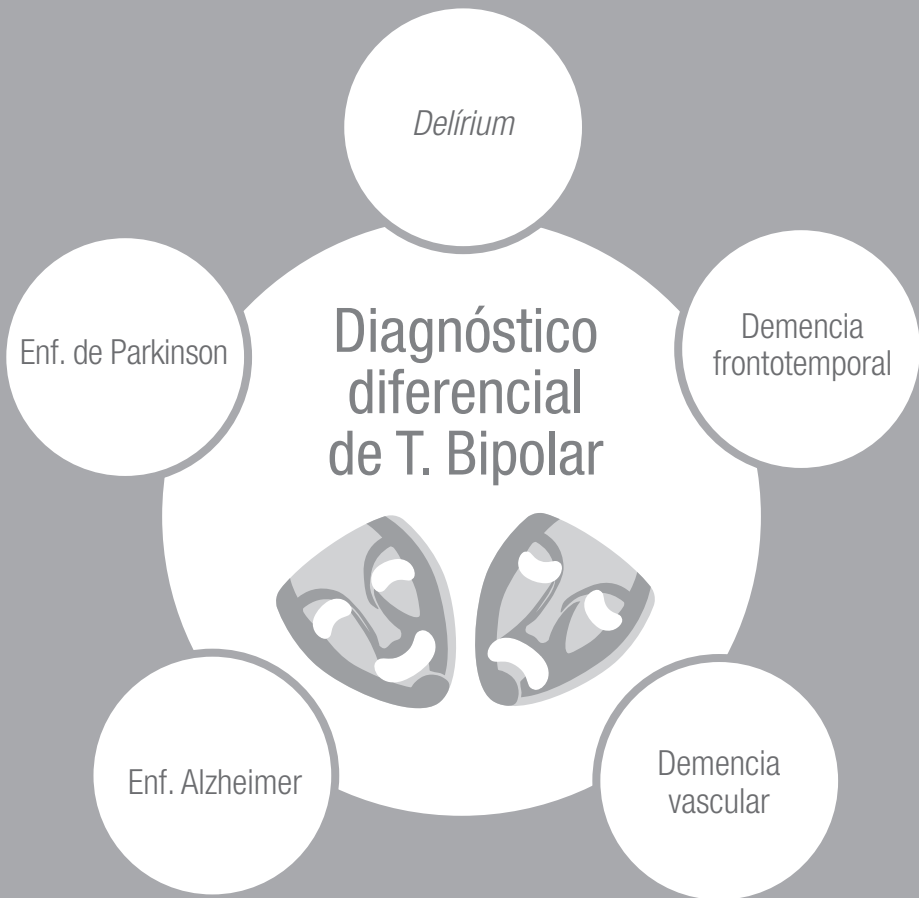 Delírium
Enf. de Parkinson
Diagnóstico
diferencial
de T. Bipolar
Demencia
frontotemporal
Enf. Alzheimer
Demencia
vascular